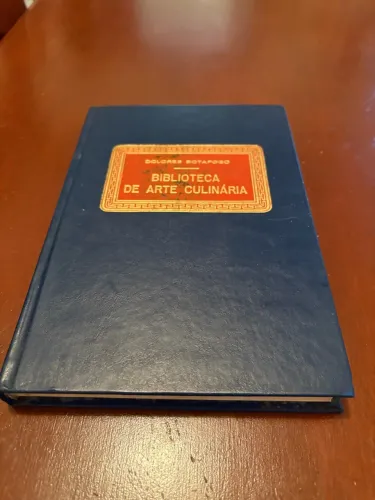 DOLORES BOTAFOGO
BIBLIOTECA
DE ARTE CULINÁRIA